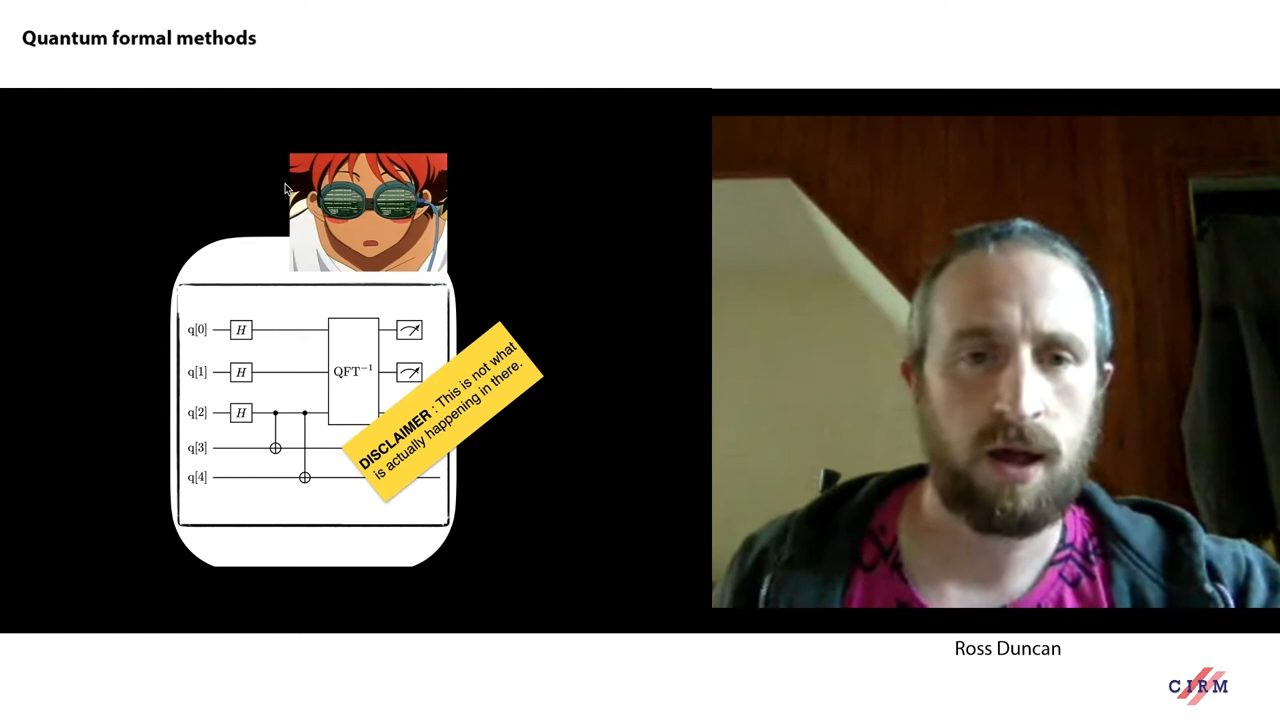 Quantum formal methods
q[0] H
q[1] H QFT⁻¹
q[2] H
q[3]
q[4]
DISCLAIMER : This is not what
is actually happening in there.
Ross Duncan
CIRM